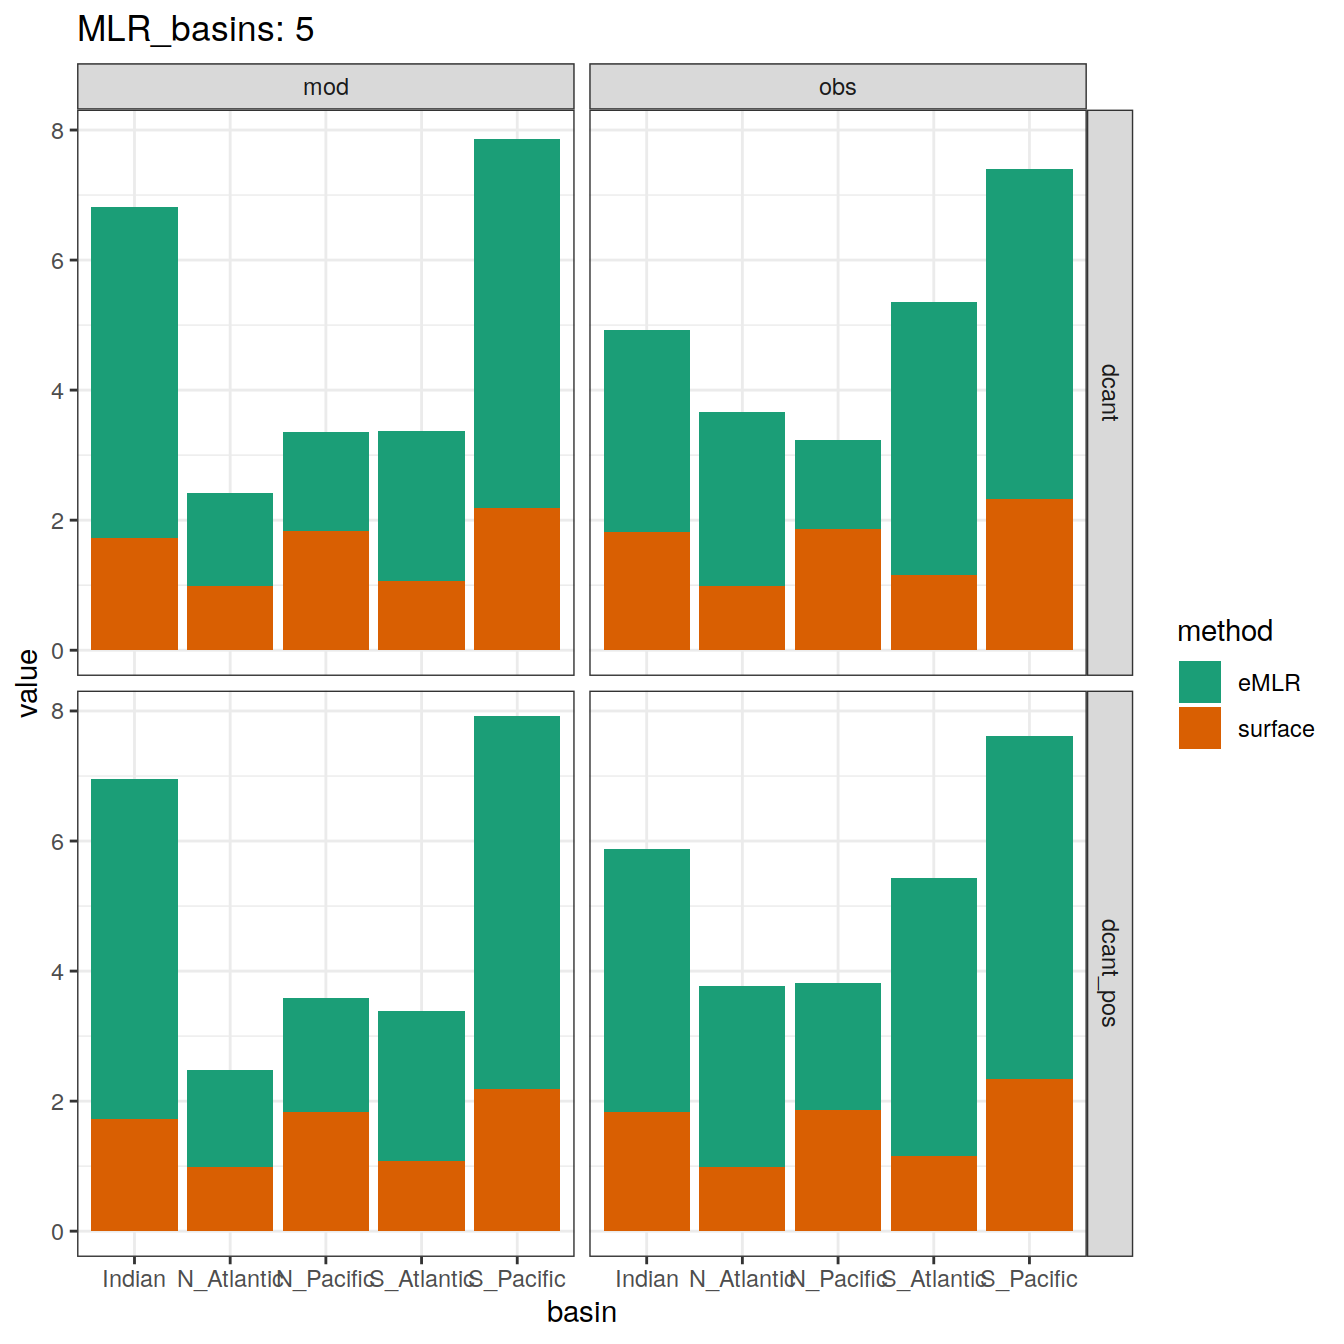 MLR_basins: 5
mod
obs
8
6
4
2
0
dcant
8
6
4
2
0
dcant_pos
value
Indian N_Atlantic N_Pacific S_Atlantic S_Pacific
Indian N_Atlantic N_Pacific S_Atlantic S_Pacific
basin
method
eMLR
surface